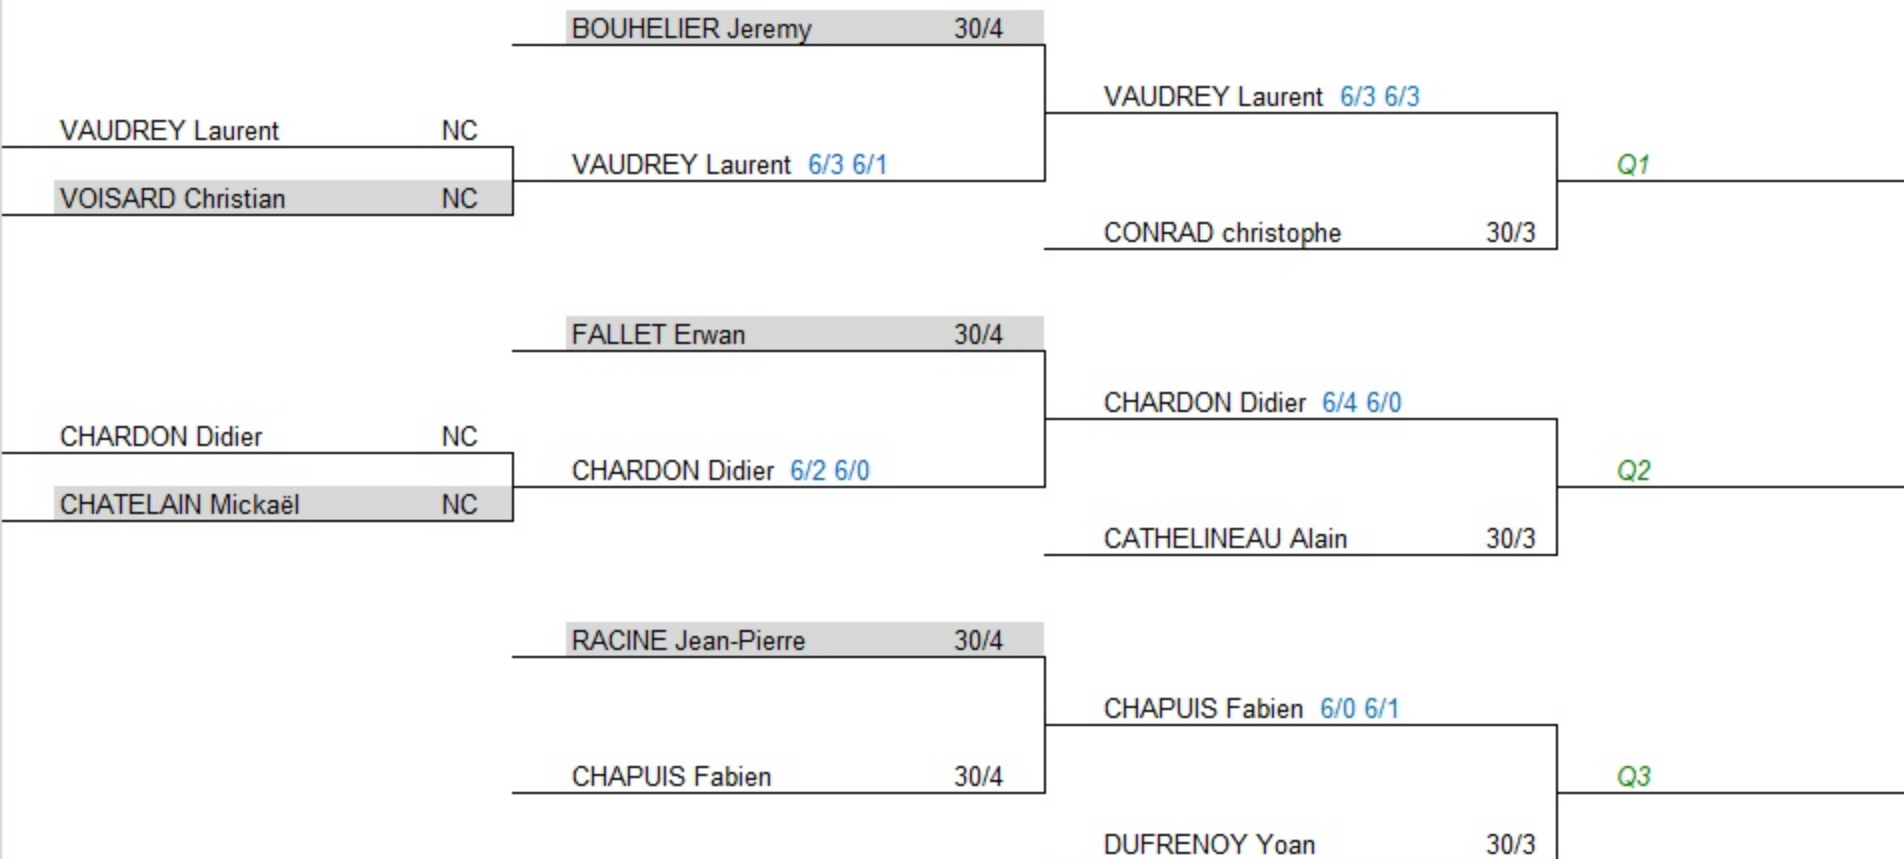 BOUHELIER Jeremy 30/4
VAUDREY Laurent 6/3 6/3
VAUDREY Laurent NC
VAUDREY Laurent 6/3 6/1
Q1
VOISARD Christian NC
CONRAD christophe 30/3
FALLET Erwan 30/4
CHARDON Didier 6/4 6/0
CHARDON Didier NC
CHARDON Didier 6/2 6/0
Q2
CHATELAIN Mickaël NC
CATHELINEAU Alain 30/3
RACINE Jean-Pierre 30/4
CHAPUIS Fabien 6/0 6/1
CHAPUIS Fabien 30/4
Q3
DUFRENOY Yoan 30/3